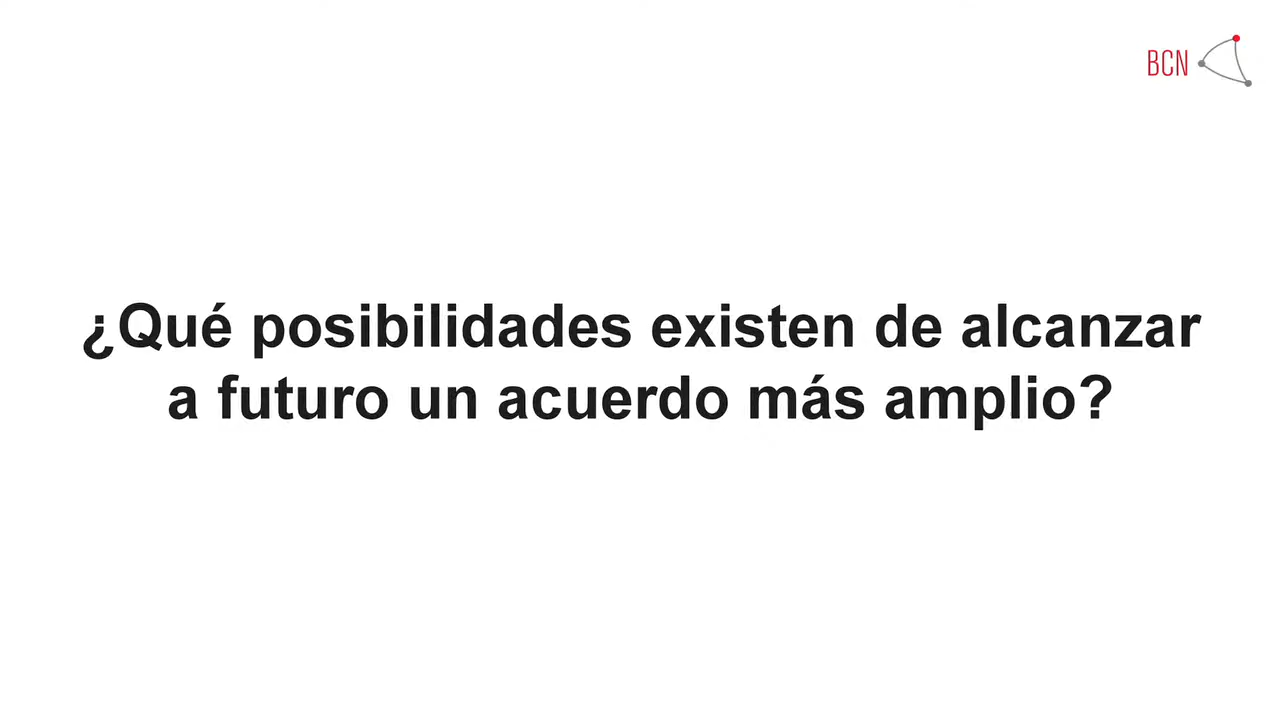 BCN
¿Qué posibilidades existen de alcanzar
a futuro un acuerdo más amplio?